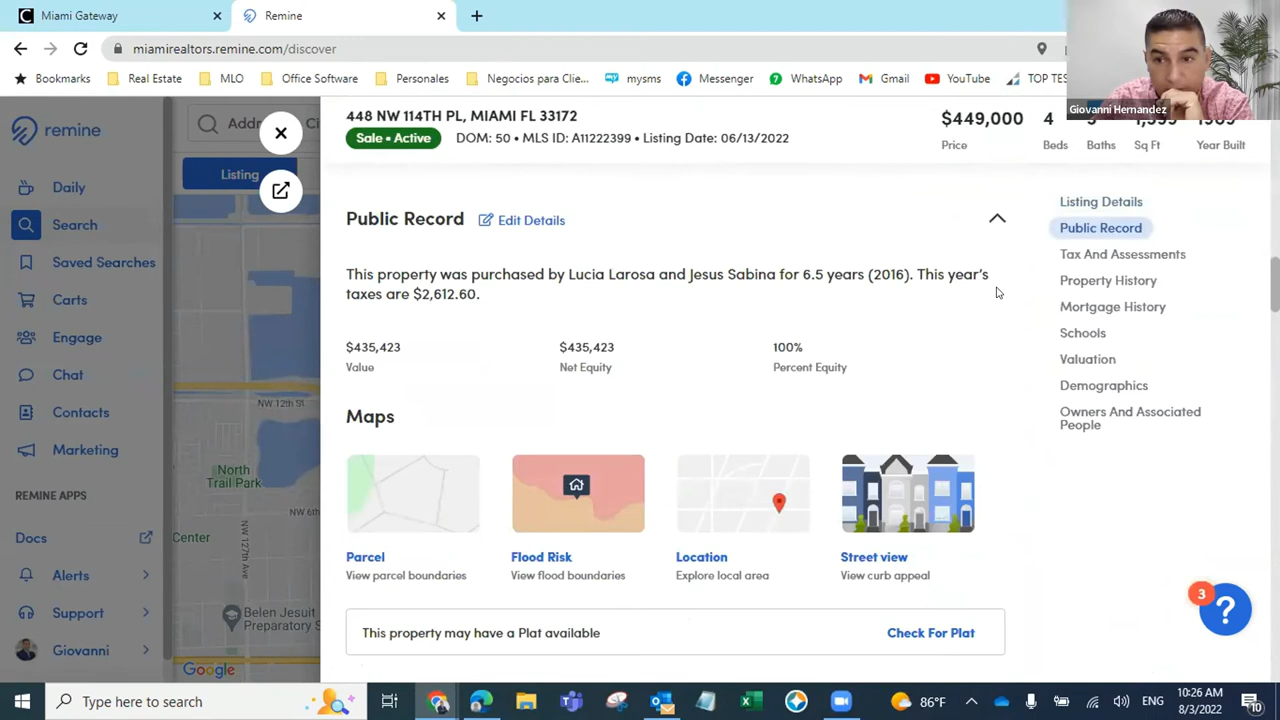 Miami Gateway
Remine
miamirealtors.remine.com/discover
Bookmarks
Real Estate
MLO
Office Software
Personales
Negocios para Clie...
mysms
Messenger
WhatsApp
Gmail
YouTube
TOP TES
Giovanni Hernandez
remine
Daily
Search
Saved Searches
Carts
Engage
Chat
Contacts
Marketing
REMINE APPS
Docs
Alerts
Support
Giovanni
Listing
NW 12th St
North
Trail Park
NW 6th
Center
NW 127th Ave
Belen Jesuit
Preparatory S
Google
448 NW 114TH PL, MIAMI FL 33172
Sale • Active
DOM: 50 • MLS ID: A11222399 • Listing Date: 06/13/2022
$449,000
Price
4
Beds
Baths
Sq Ft
Year Built
Public Record
Edit Details
This property was purchased by Lucia Larosa and Jesus Sabina for 6.5 years (2016). This year's
taxes are $2,612.60.
$435,423
Value
$435,423
Net Equity
100%
Percent Equity
Maps
Parcel
View parcel boundaries
Flood Risk
View flood boundaries
Location
Explore local area
Street view
View curb appeal
This property may have a Plat available
Check For Plat
Listing Details
Public Record
Tax And Assessments
Property History
Mortgage History
Schools
Valuation
Demographics
Owners And Associated
People
3
?
Type here to search
86°F
ENG
10:26 AM
8/3/2022
10